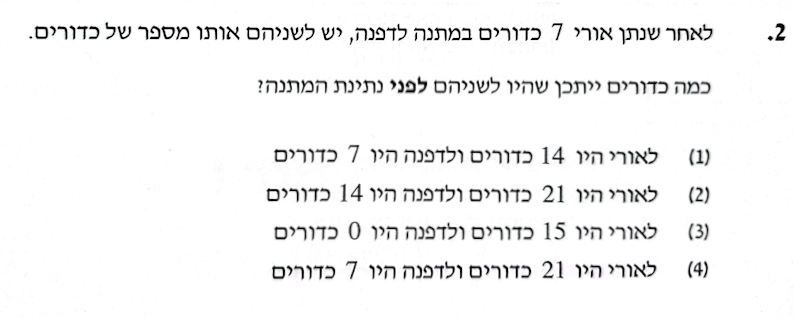 2. לאחר שנתן אורי 7 כדורים במתנה לדפנה, יש לשניהם אותו מספר של כדורים.
כמה כדורים ייתכן שהיו לשניהם לפני נתינת המתנה?
(1) לאורי היו 14 כדורים ולדפנה היו 7 כדורים
(2) לאורי היו 21 כדורים ולדפנה היו 14 כדורים
(3) לאורי היו 15 כדורים ולדפנה היו 0 כדורים
(4) לאורי היו 21 כדורים ולדפנה היו 7 כדורים